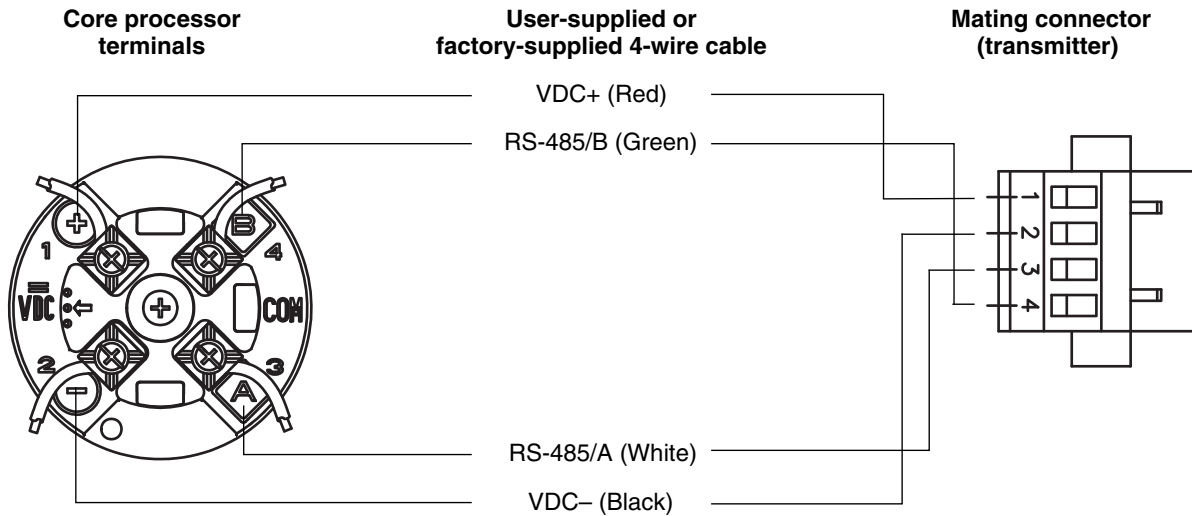 Core processor
terminals
User-supplied or
factory-supplied 4-wire cable
Mating connector
(transmitter)
VDC+ (Red)
RS-485/B (Green)
+
B
1
4
VDC
COM
2
3
–
A
1
2
3
4
RS-485/A (White)
VDC– (Black)